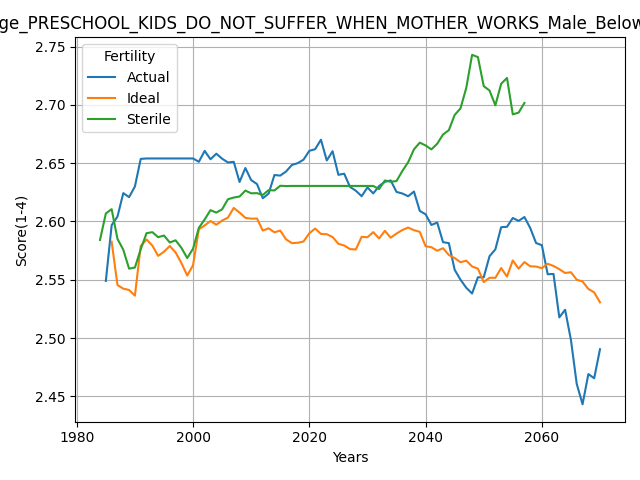 ge_PRESCHOOL_KIDS_DO_NOT_SUFFER_WHEN_MOTHER_WORKS_Male_Below
Fertility
Actual
Ideal
Sterile
Score(1-4)
2.75
2.70
2.65
2.60
2.55
2.50
2.45
1980 2000 2020 2040 2060
Years